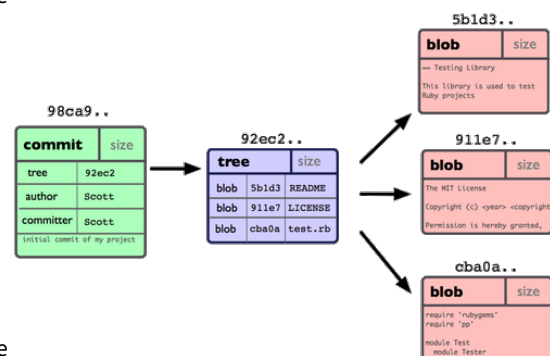 98ca9..
commit size
tree 92ec2
author Scott
committer Scott
initial commit of my project
92ec2..
tree size
blob 5b1d3 README
blob 911e7 LICENSE
blob cba0a test.rb
5b1d3..
blob size
== Testing Library
This library is used to test
Ruby projects
911e7..
blob size
The MIT License
Copyright (c) <year> <copyright
Permission is hereby granted,
cba0a..
blob size
require 'rubygems'
require 'pp'
module Test
module Tester